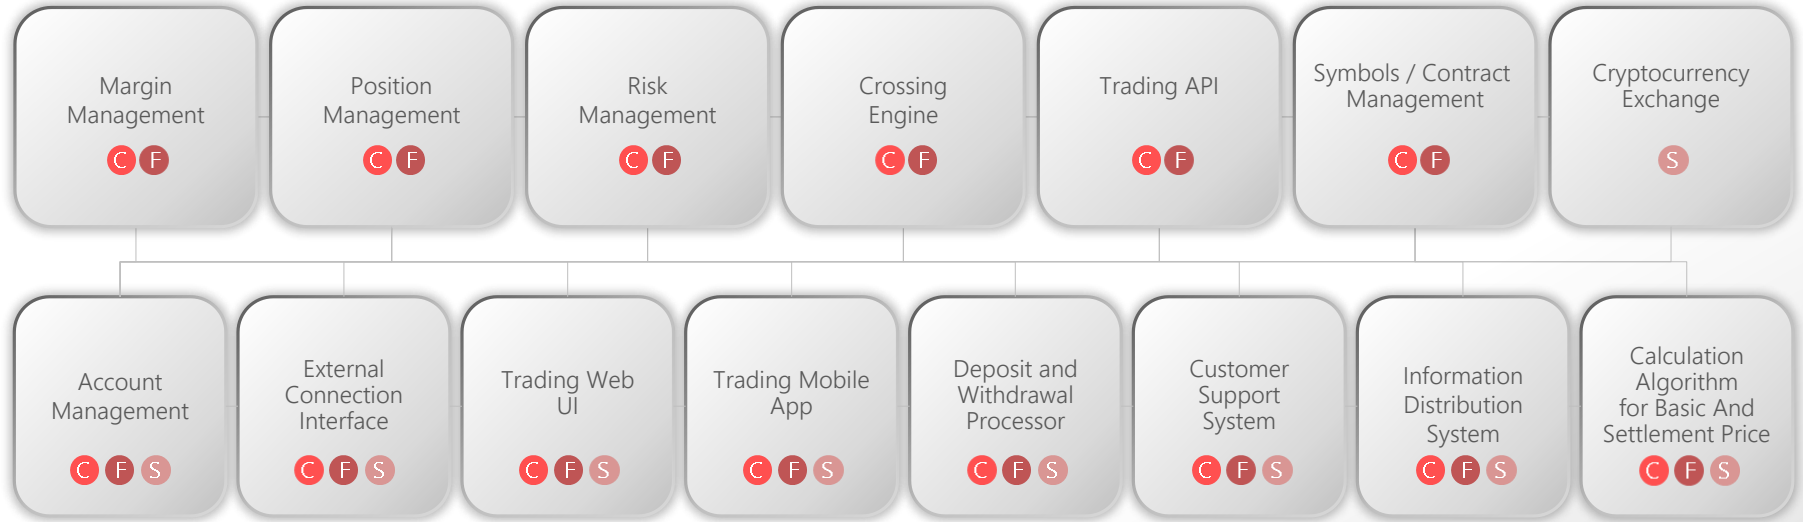 Margin
Management
C F
Position
Management
C F
Risk
Management
C F
Crossing
Engine
C F
Trading API
C F
Symbols / Contract
Management
C F
Cryptocurrency
Exchange
S
Account
Management
C F S
External
Connection
Interface
C F S
Trading Web
UI
C F S
Trading Mobile
App
C F S
Deposit and
Withdrawal
Processor
C F S
Customer
Support
System
C F S
Information
Distribution
System
C F S
Calculation
Algorithm
for Basic And
Settlement Price
C F S